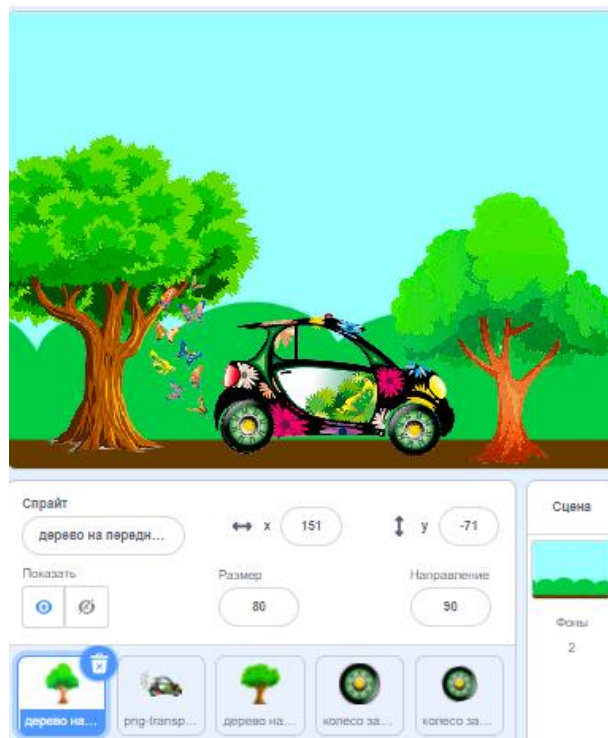 Спрайт
дерево на передн...
x 151
y -71
Показать
Размер
80
Направление
90
Сцена
Фоны
2
дерево на...
png-transp...
дерево на...
колесо за...
колесо за...